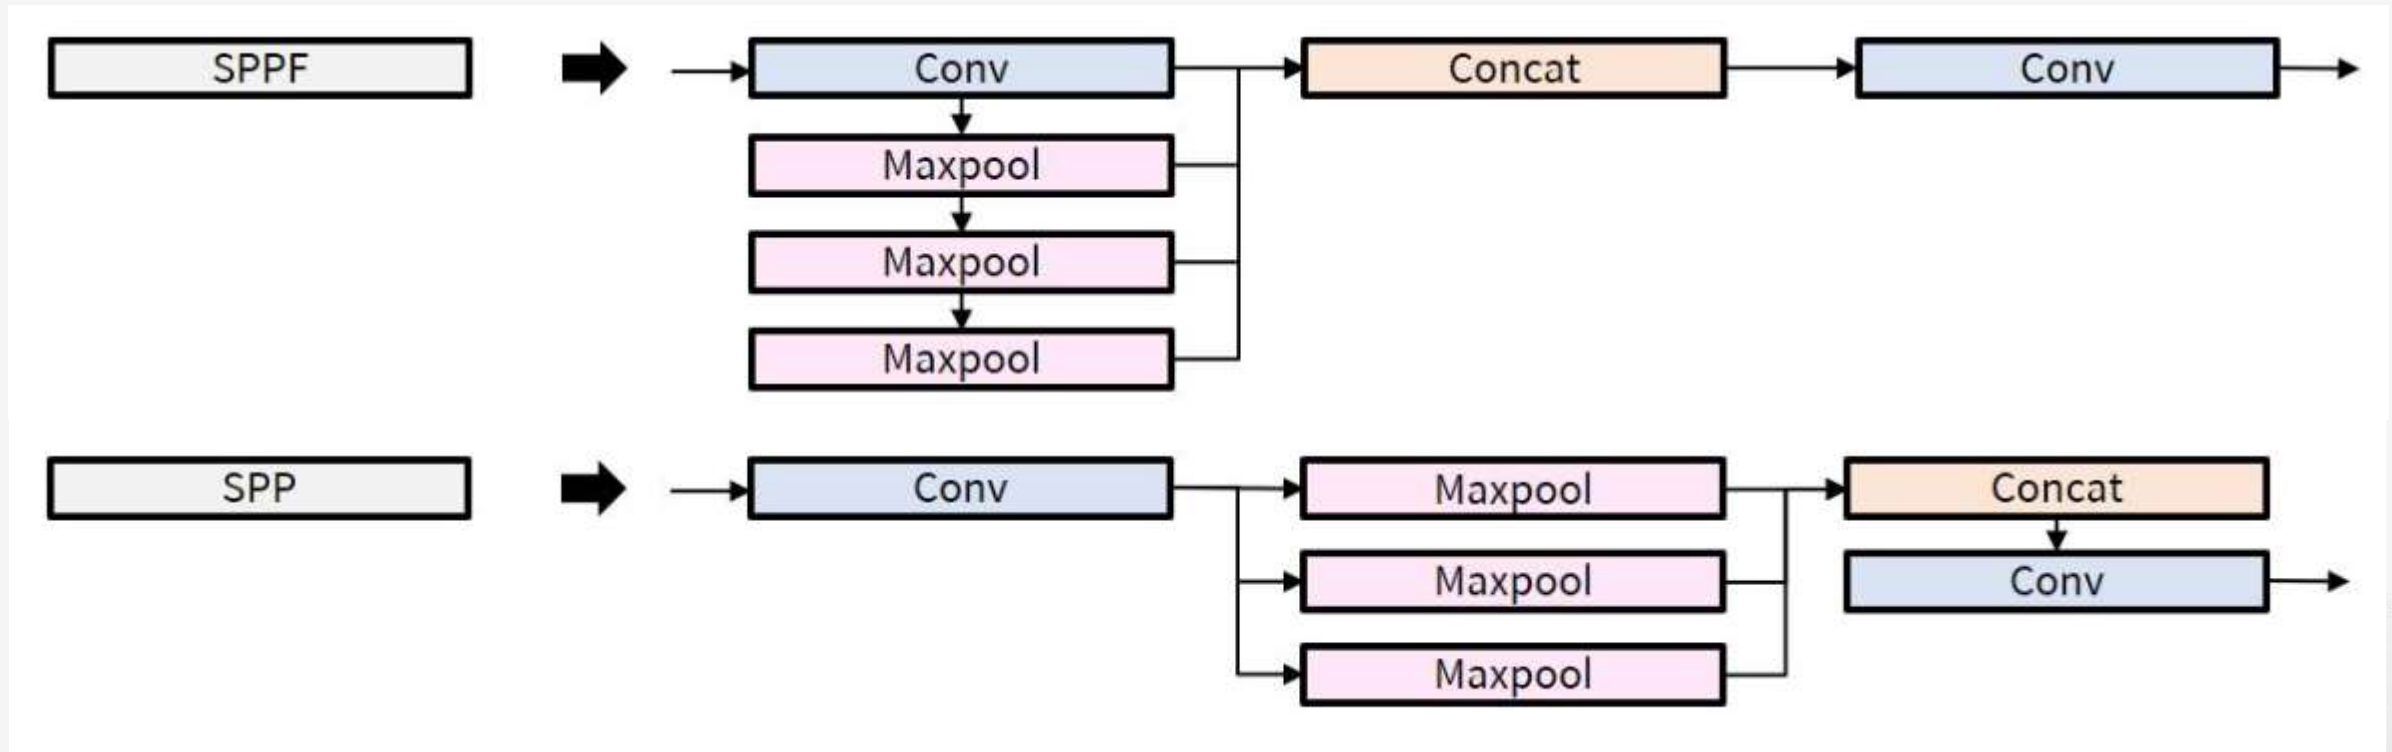 SPPF
Conv
Concat
Conv
Maxpool
Maxpool
Maxpool
SPP
Conv
Maxpool
Concat
Maxpool
Conv
Maxpool